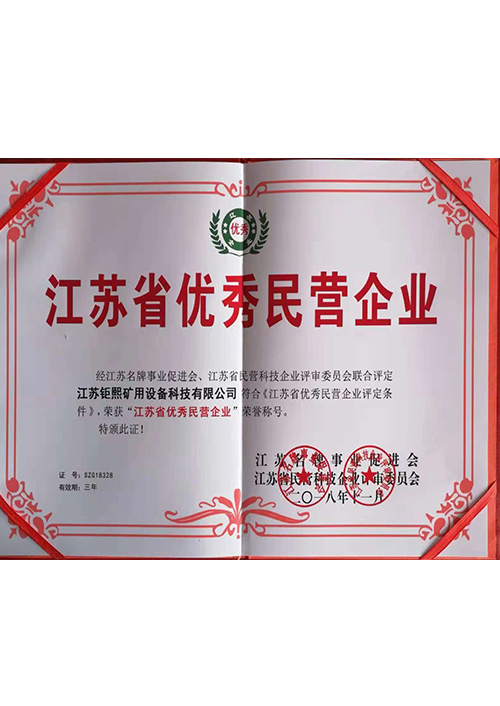 优秀
江苏省优秀民营企业
经江苏名牌事业促进会、江苏省民营科技企业评审委员会联合评定
江苏钜熙矿用设备科技有限公司 符合《江苏省优秀民营企业评定条
件》,荣获“江苏省优秀民营企业”荣誉称号。
特颁此证!
证 号:SZQ18328
有效期:三年
江苏名牌事业促进会
江苏省民营科技企业评审委员会
二〇一八年十一月